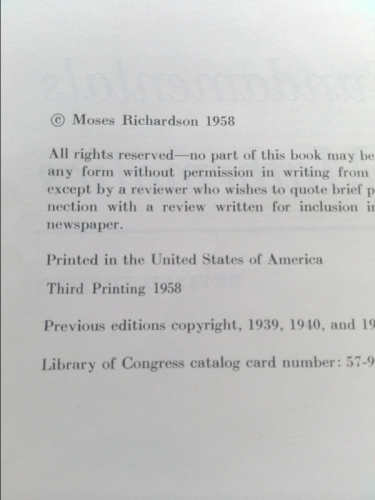 © Moses Richardson 1958
All rights reserved—no part of this book may be
any form without permission in writing from
except by a reviewer who wishes to quote brief p
nection with a review written for inclusion in
newspaper.
Printed in the United States of America
Third Printing 1958
Previous editions copyright, 1939, 1940, and 19
Library of Congress catalog card number: 57-9